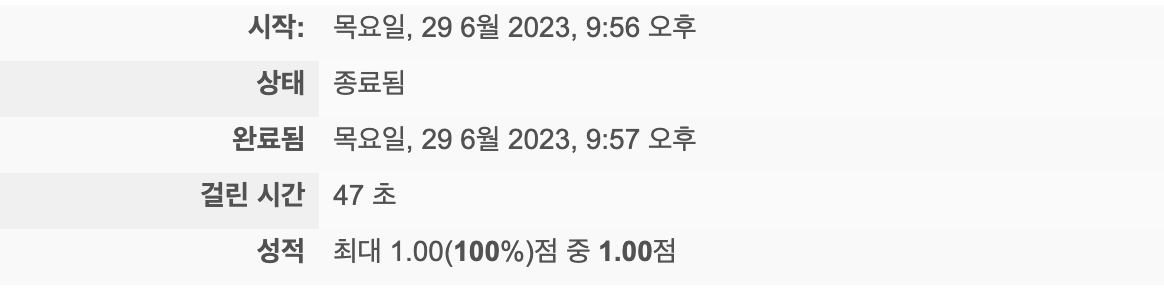 시작: 목요일, 29 6월 2023, 9:56 오후
상태 종료됨
완료됨 목요일, 29 6월 2023, 9:57 오후
걸린 시간 47 초
성적 최대 1.00(100%)점 중 1.00점